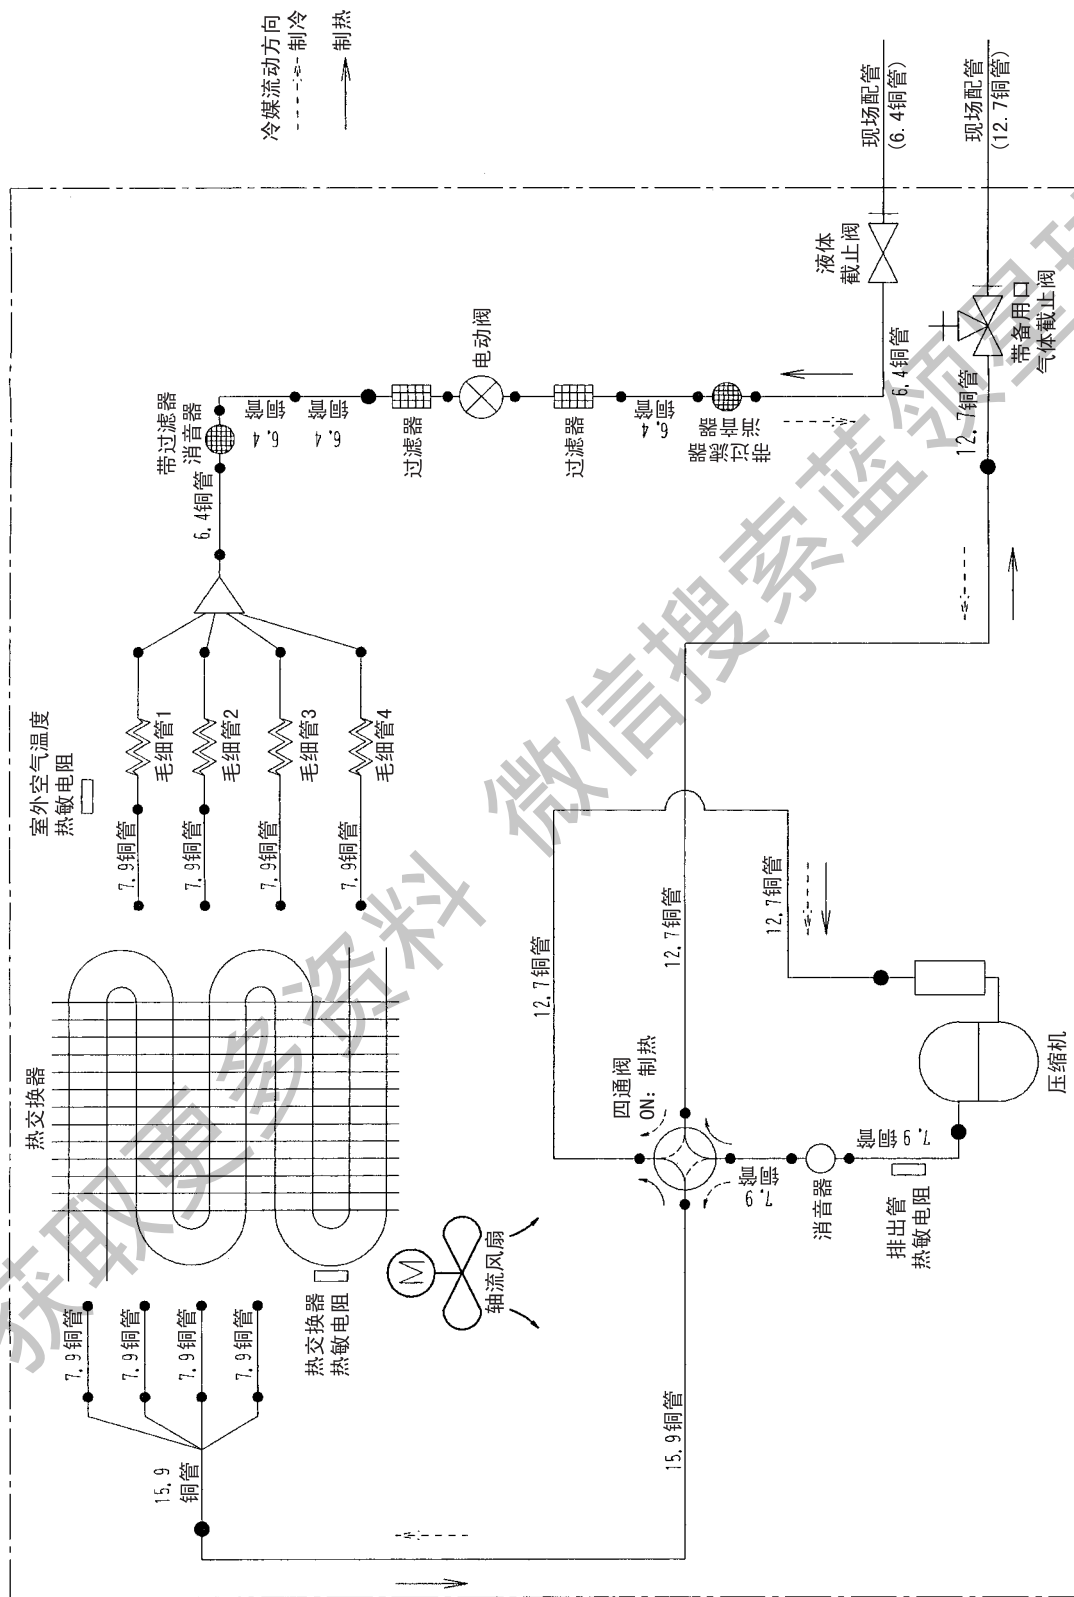 冷媒流动方向
制冷
制热
热交换器
室外空气温度
热敏电阻
7.9铜管
7.9铜管
7.9铜管
7.9铜管
15.9
铜管
热交换器
热敏电阻
M
轴流风扇
7.9铜管
7.9铜管
7.9铜管
7.9铜管
毛细管1
毛细管2
毛细管3
毛细管4
6.4铜管
带过滤器
消音器
6.4
铜管
6.4
铜管
过滤器
电动阀
过滤器
6.4
铜管
带过滤器
消音器
6.4铜管
液体
截止阀
现场配管
(6.4铜管)
现场配管
(12.7铜管)
带备用口
气体截止阀
12.7铜管
12.7铜管
12.7铜管
12.7铜管
四通阀
ON: 制热
15.9铜管
7.9
铜管
消音器
7.9铜管
排出管
热敏电阻
压缩机
获取更多资料 微信搜索蓝领星球